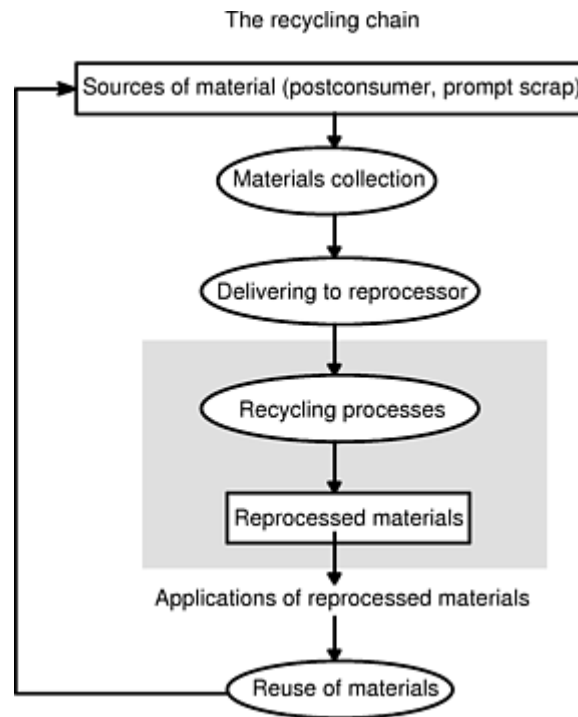 The recycling chain
Sources of material (postconsumer, prompt scrap)
Materials collection
Delivering to reprocessor
Recycling processes
Reprocessed materials
Applications of reprocessed materials
Reuse of materials